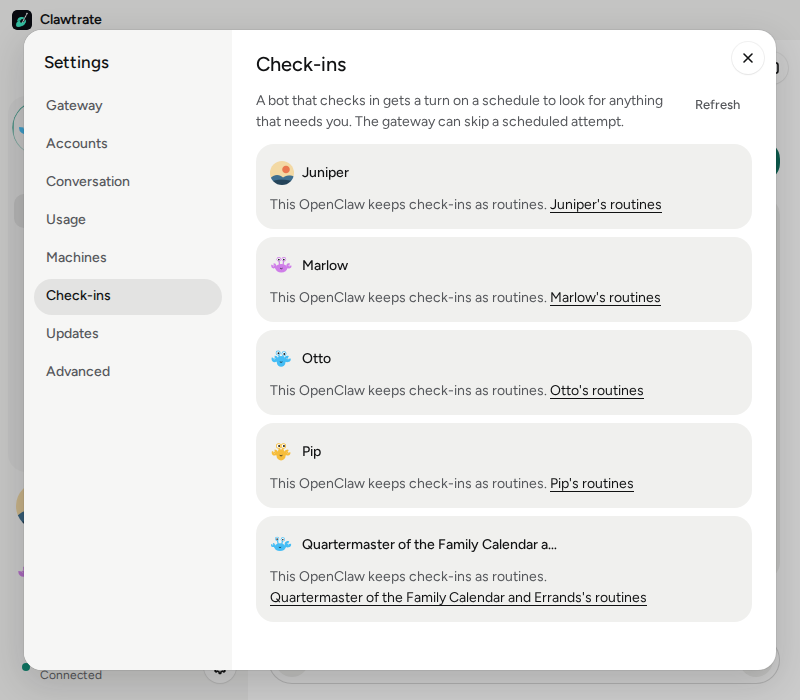 Clawtrate
Settings
Gateway
Accounts
Conversation
Usage
Machines
Check-ins
Updates
Advanced
Check-ins
A bot that checks in gets a turn on a schedule to look for anything
that needs you. The gateway can skip a scheduled attempt.
Refresh
Juniper
This OpenClaw keeps check-ins as routines. Juniper's routines
Marlow
This OpenClaw keeps check-ins as routines. Marlow's routines
Otto
This OpenClaw keeps check-ins as routines. Otto's routines
Pip
This OpenClaw keeps check-ins as routines. Pip's routines
Quartermaster of the Family Calendar a...
This OpenClaw keeps check-ins as routines.
Quartermaster of the Family Calendar and Errands's routines
Connected